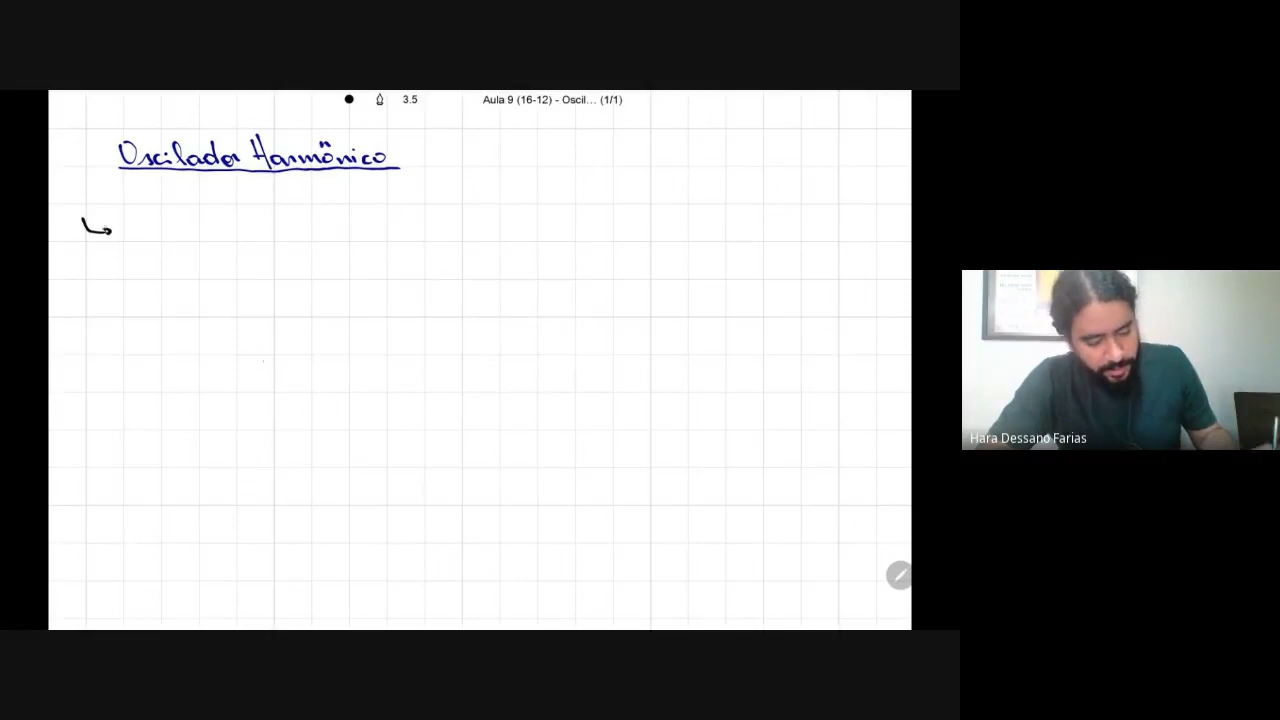 3.5 Aula 9 (16-12) - Oscil... (1/1)
Oscilador Harmônico
Hara Dessano Farias